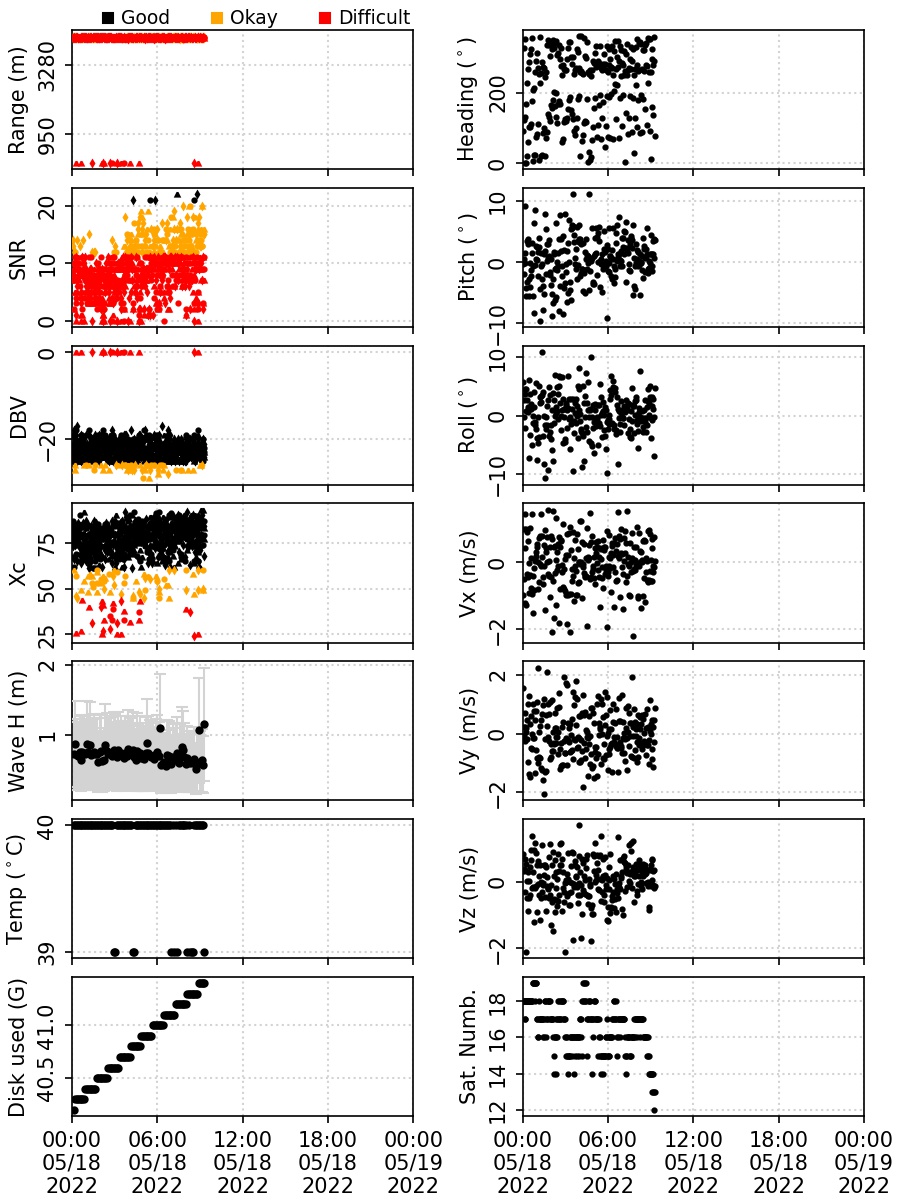 Good Okay Difficult
Range (m)
3280
950
Heading (°)
200
0
SNR
20
10
0
Pitch (°)
10
0
−10
DBV
0
−20
Roll (°)
10
0
−10
Xc
75
50
25
Vx (m/s)
0
−2
Wave H (m)
2
1
Vy (m/s)
2
0
−2
Temp (°C)
40
39
Vz (m/s)
0
−2
Disk used (G)
41.0
40.5
Sat. Numb.
18
16
14
12
00:00 06:00 12:00 18:00 00:00
05/18 05/18 05/18 05/18 05/19
2022 2022 2022 2022 2022
00:00 06:00 12:00 18:00 00:00
05/18 05/18 05/18 05/18 05/19
2022 2022 2022 2022 2022